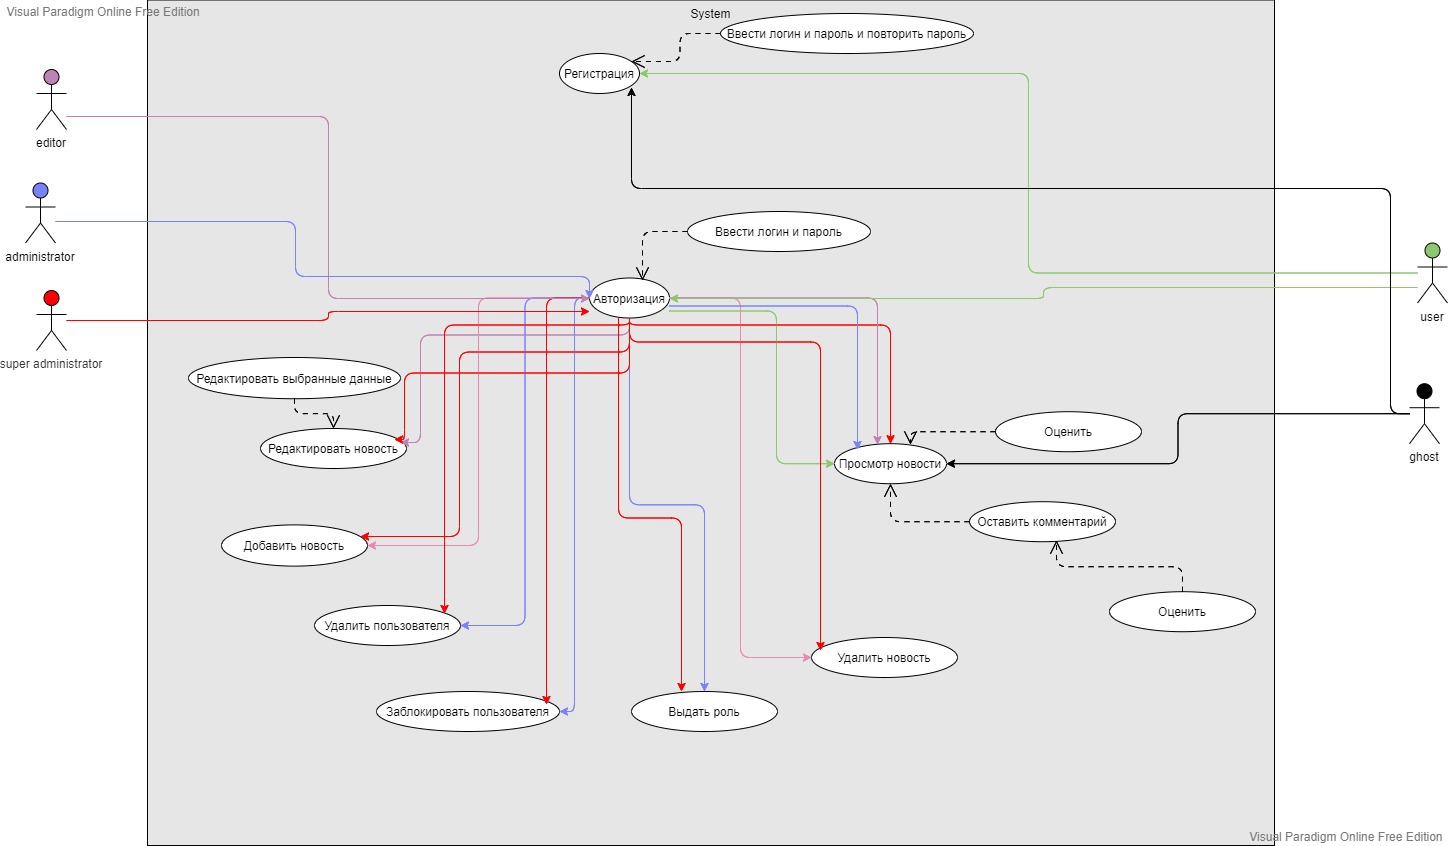 Visual Paradigm Online Free Edition
System
Ввести логин и пароль и повторить пароль
Регистрация
editor
administrator
super administrator
Ввести логин и пароль
Авторизация
user
Редактировать выбранные данные
Редактировать новость
Оценить
Просмотр новости
ghost
Оставить комментарий
Добавить новость
Оценить
Удалить пользователя
Удалить новость
Заблокировать пользователя
Выдать роль
Visual Paradigm Online Free Edition